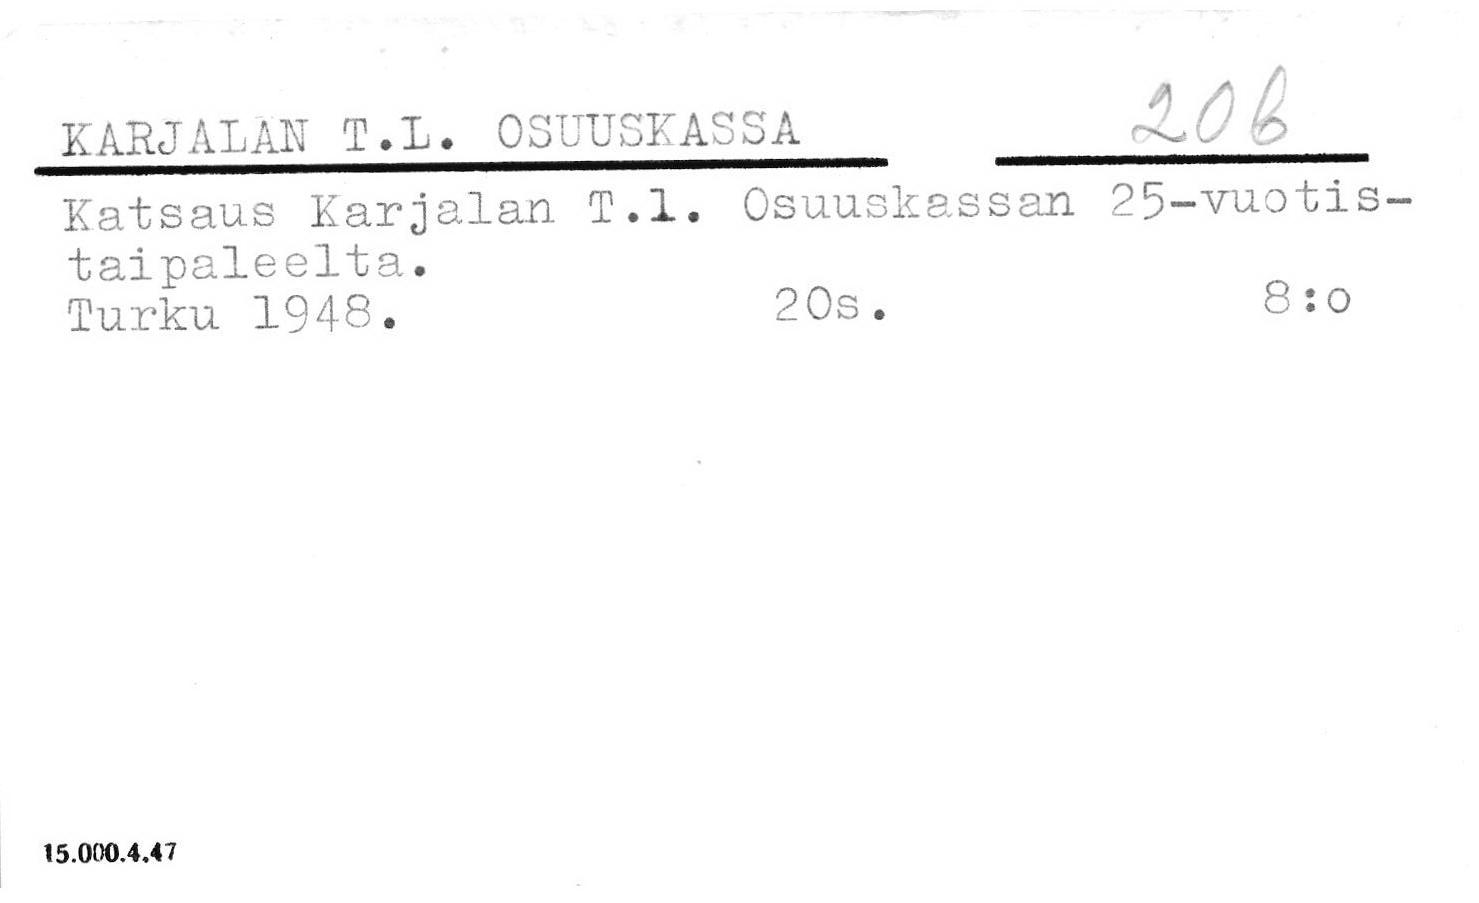 KARJALAN T.L. OSUUSKASSA 20b
Katsaus Karjalan T.l. Osuuskassan 25-vuotis-
taipaleelta.
Turku 1948. 20s. 8:o
15.000.4.47